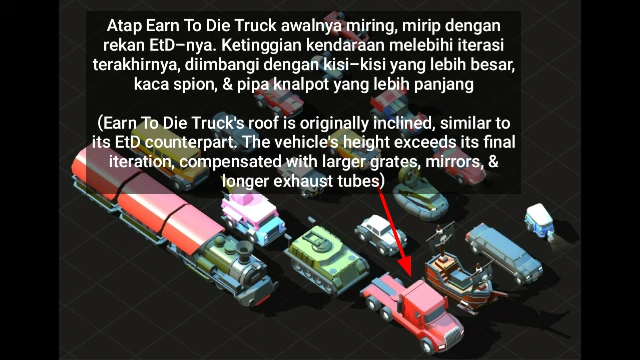 Atap Earn To Die Truck awalnya miring, mirip dengan
rekan EtD-nya. Ketinggian kendaraan melebihi iterasi
terakhirnya, diimbangi dengan kisi-kisi yang lebih besar,
kaca spion, & pipa knalpot yang lebih panjang
(Earn To Die Truck's roof is originally inclined, similar to
its EtD counterpart. The vehicle's height exceeds its final
iteration, compensated with larger grates, mirrors, &
longer exhaust tubes)